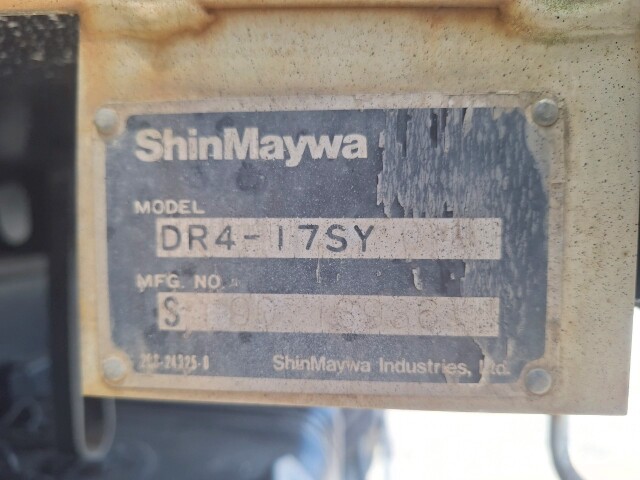 ShinMaywa
MODEL
DR4-17SY
MFG. NO.
S
ShinMaywa Industries, Ltd.